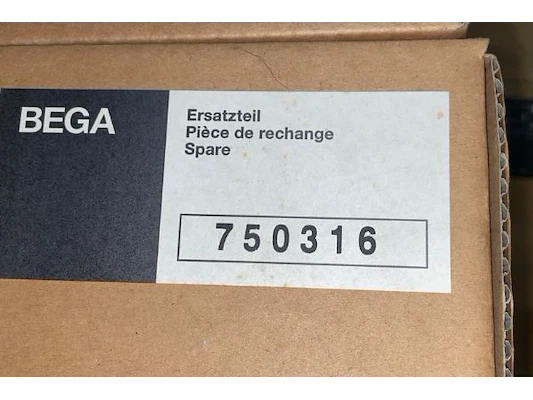 BEGA
Ersatzteil
Pièce de rechange
Spare
750316